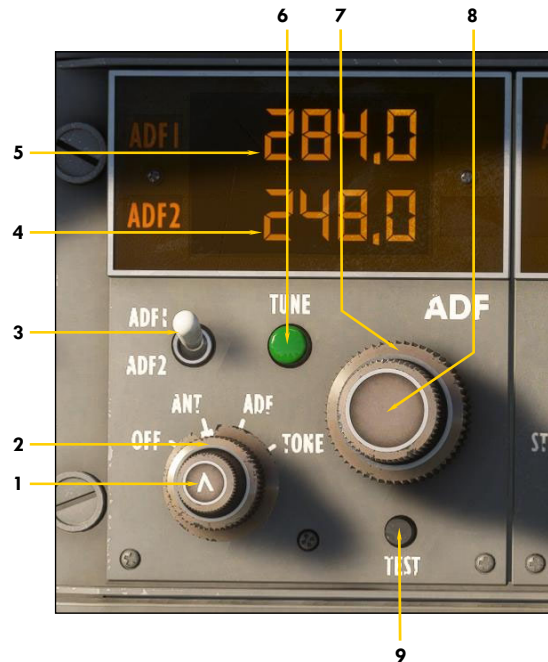 6 7 8
ADF1 284.0
5
ADF2 248.0
4
TUNE ADF
ADF1
3
ADF2
ANT ADF
2 OFF TONE
1
TEST
9